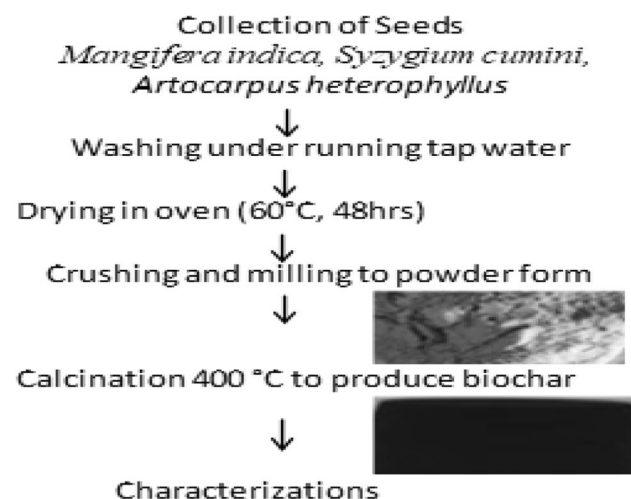 Collection of Seeds
Mangifera indica, Syzygium cumini,
Artocarpus heterophyllus
↓
Washing under running tap water
↓
Drying in oven (60°C, 48hrs)
↓
Crushing and milling to powder form
↓
Calcination 400 °C to produce biochar
↓
Characterizations